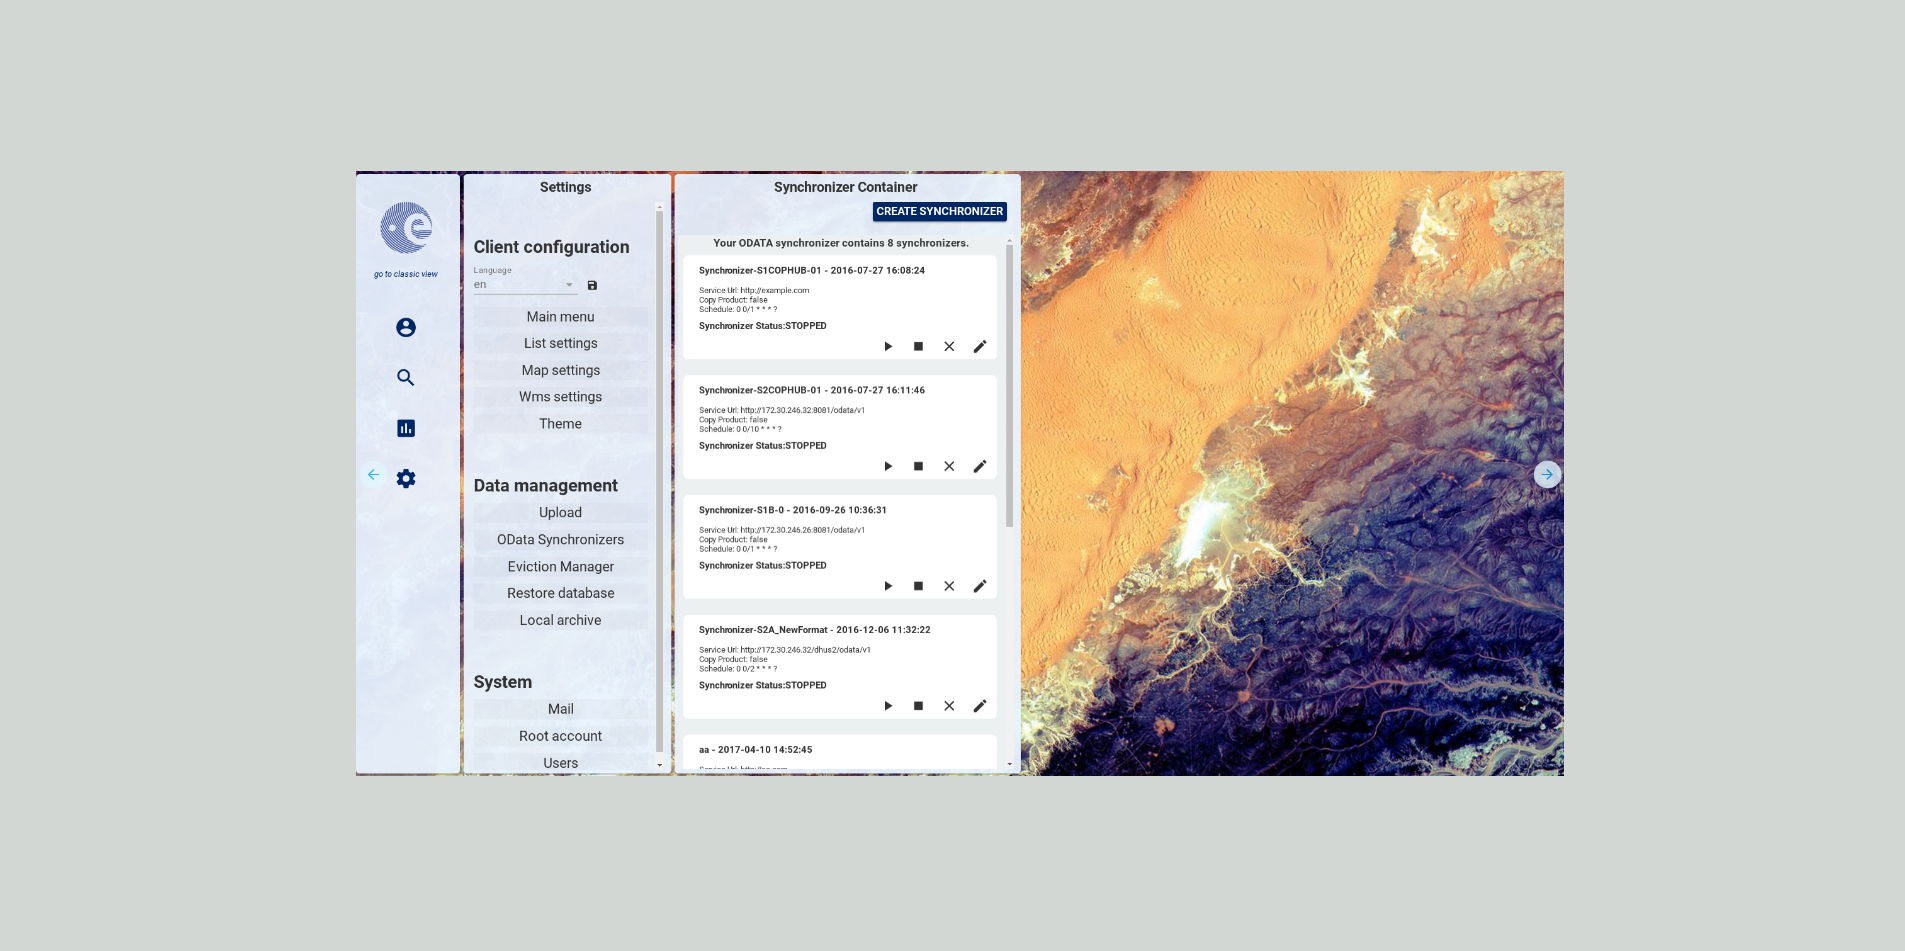 go to classic view
Settings
Client configuration
Language
en
Main menu
List settings
Map settings
Wms settings
Theme
Data management
Upload
OData Synchronizers
Eviction Manager
Restore database
Local archive
System
Mail
Root account
Users
Synchronizer Container
CREATE SYNCHRONIZER
Your ODATA synchronizer contains 8 synchronizers.
Synchronizer-S1COPHUB-01 - 2016-07-27 16:08:24
Service Url: http://example.com
Copy Product: false
Schedule: 0 0/1 * * * ?
Synchronizer Status:STOPPED
Synchronizer-S2COPHUB-01 - 2016-07-27 16:11:46
Service Url: http://172.30.246.32:8081/odata/v1
Copy Product: false
Schedule: 0 0/10 * * * ?
Synchronizer Status:STOPPED
Synchronizer-S1B-0 - 2016-09-26 10:36:31
Service Url: http://172.30.246.26:8081/odata/v1
Copy Product: false
Schedule: 0 0/1 * * * ?
Synchronizer Status:STOPPED
Synchronizer-S2A_NewFormat - 2016-12-06 11:32:22
Service Url: http://172.30.246.32/dhus2/odata/v1
Copy Product: false
Schedule: 0 0/2 * * * ?
Synchronizer Status:STOPPED
aa - 2017-04-10 14:52:45